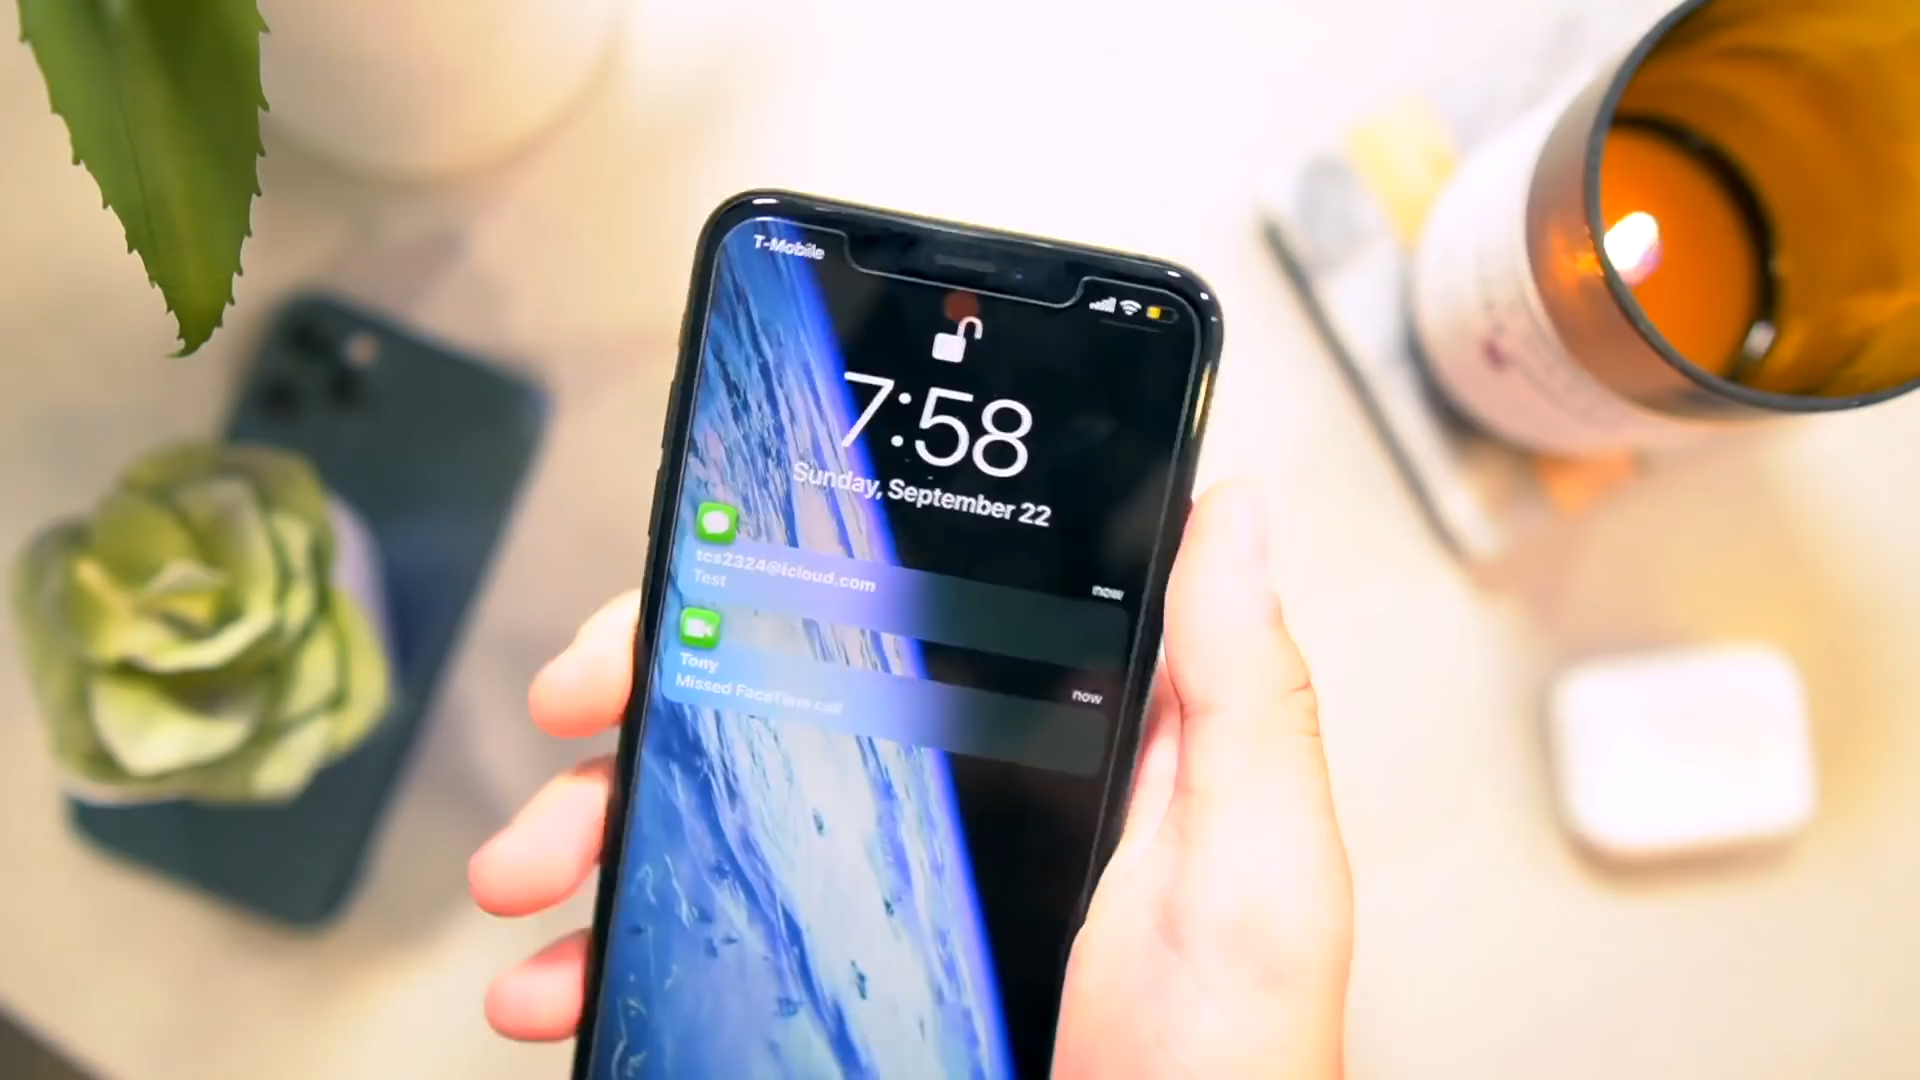 T-Mobile
7:58
Sunday, September 22
tcs2324@icloud.com
now
Test
Tony
now
Missed FaceTime call